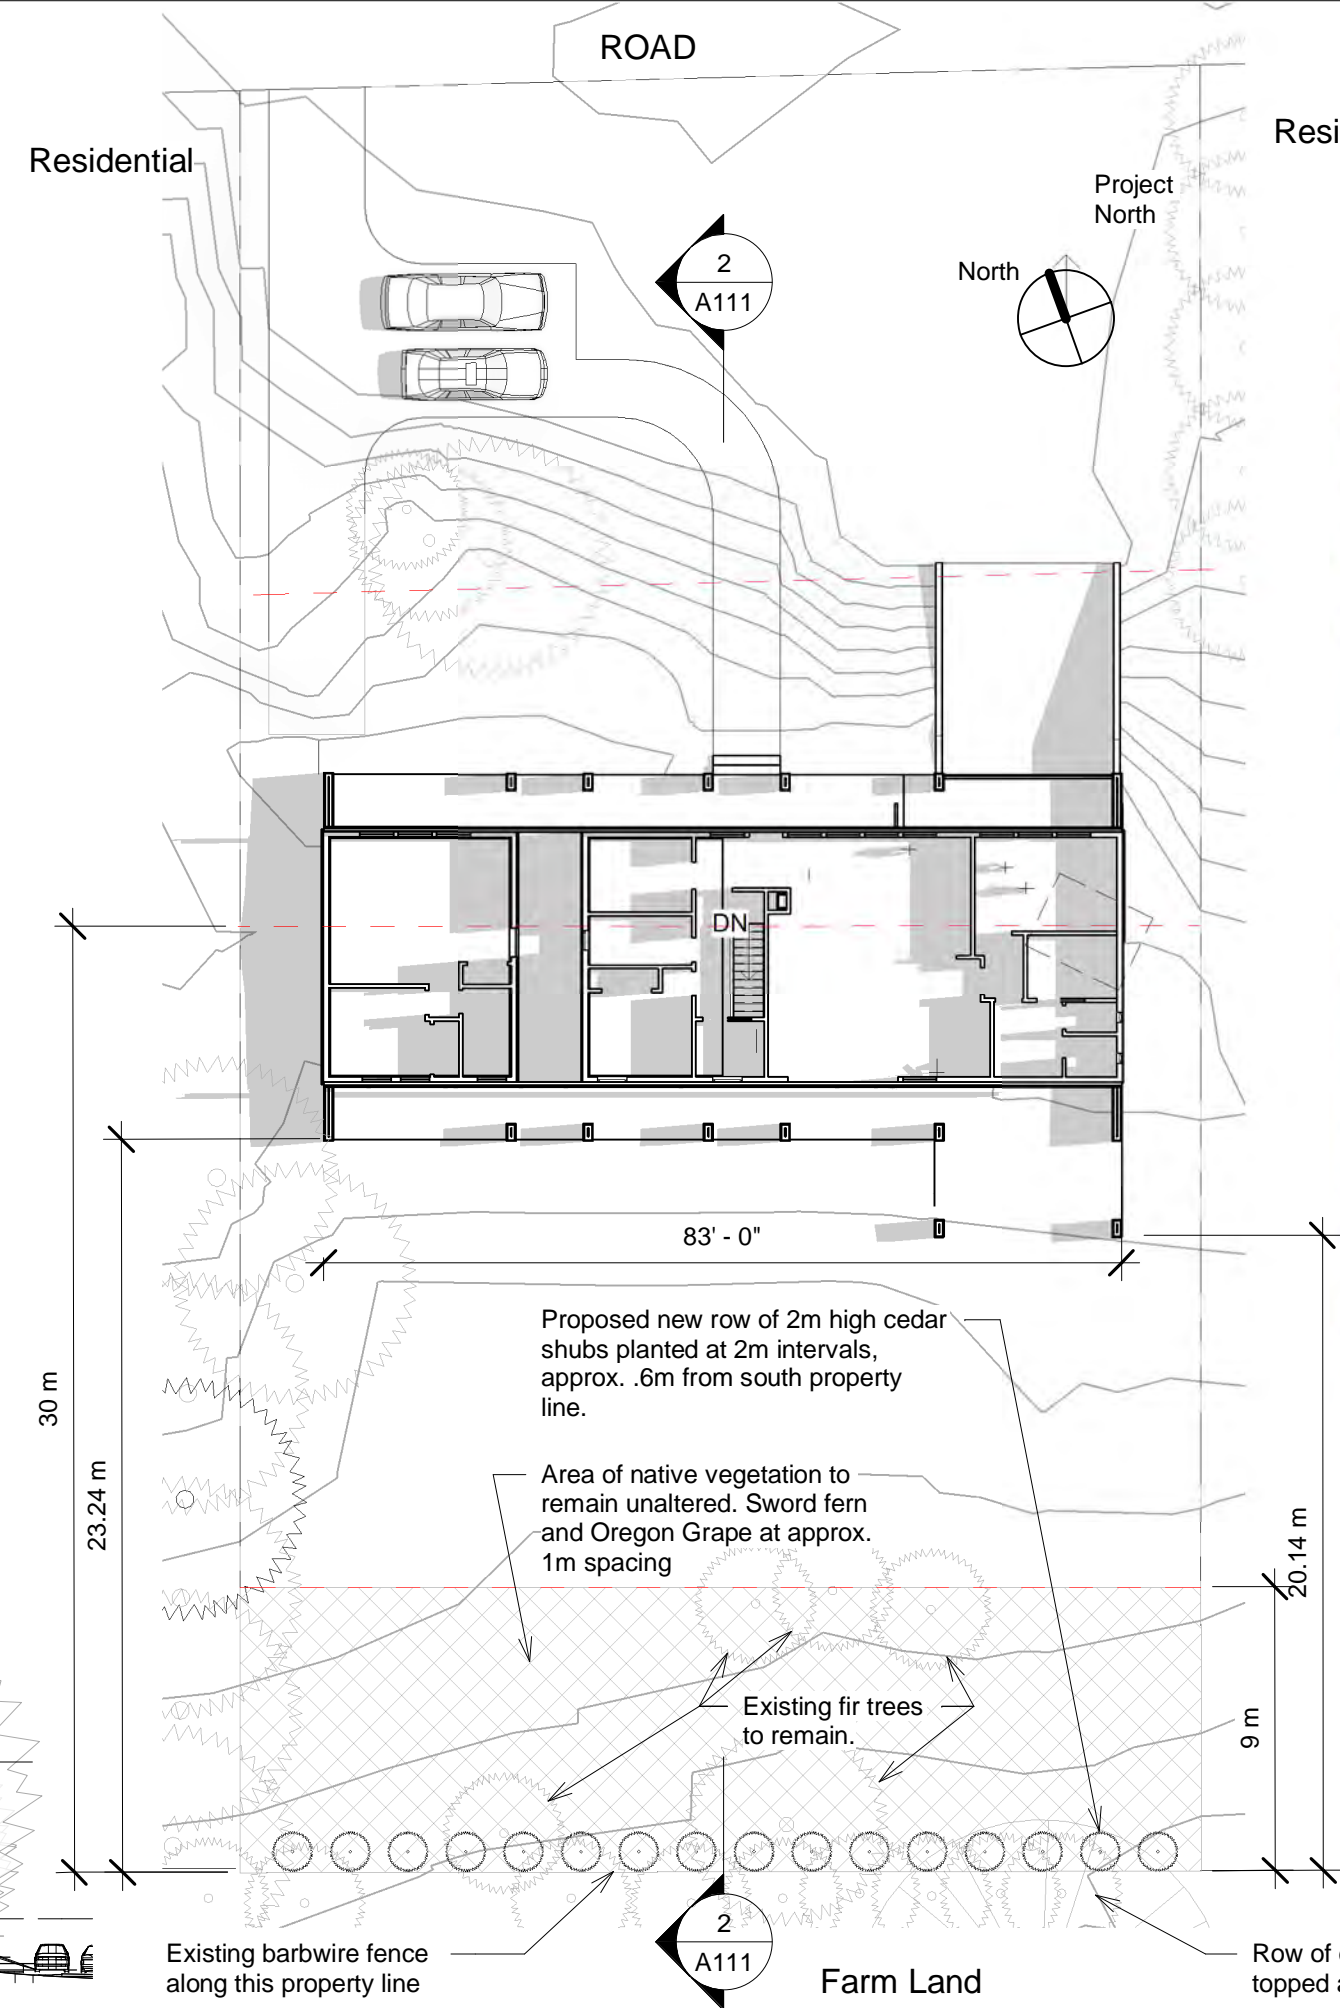 ROAD
Residential
Resi
Project
North
North
2
A111
DN
83' - 0"
30 m
23.24 m
20.14 m
9 m
Proposed new row of 2m high cedar
shubs planted at 2m intervals,
approx. .6m from south property
line.
Area of native vegetation to
remain unaltered. Sword fern
and Oregon Grape at approx.
1m spacing
Existing fir trees
to remain.
Existing barbwire fence
along this property line
2
A111
Farm Land
Row of
topped